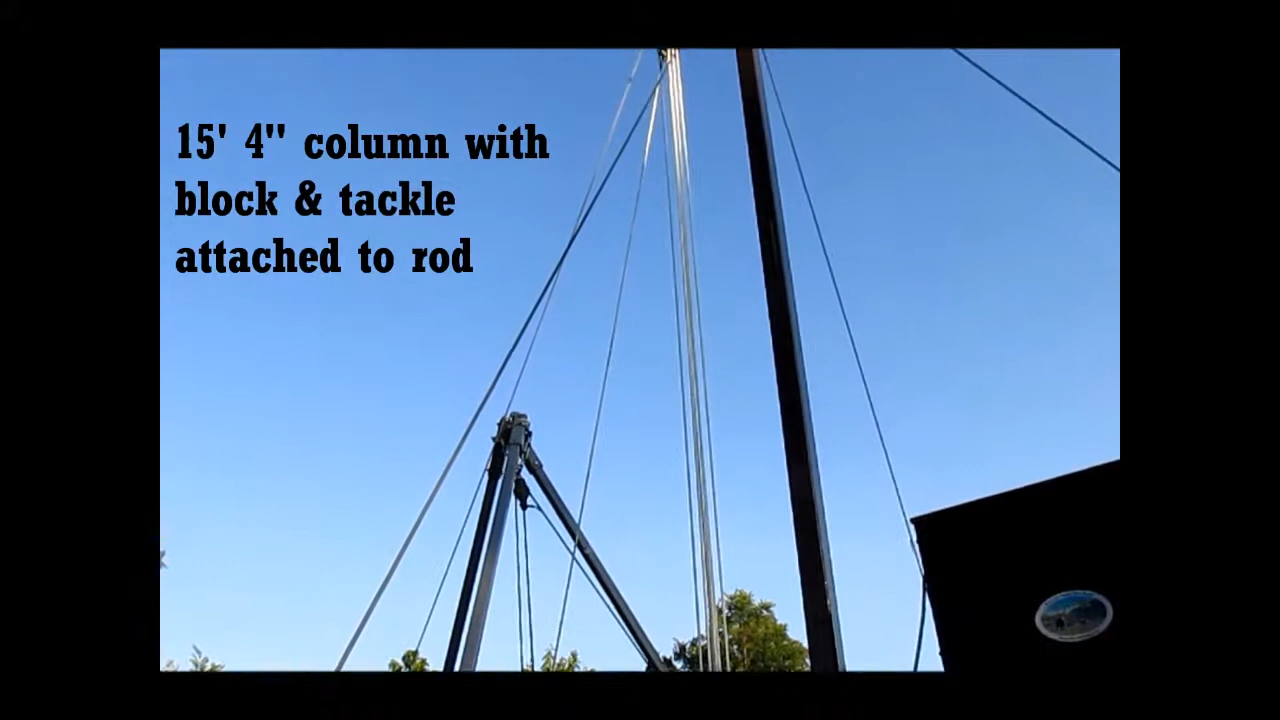 15' 4" column with
block & tackle
attached to rod